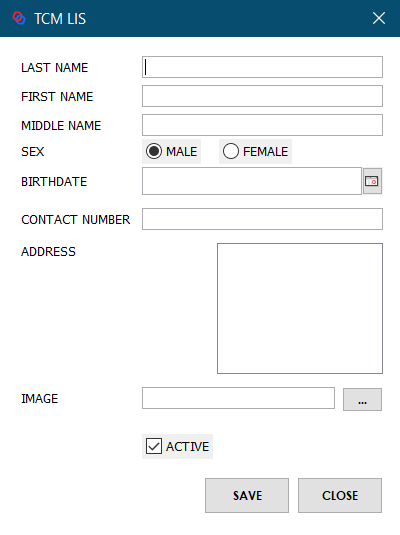 TCM LIS
LAST NAME
FIRST NAME
MIDDLE NAME
SEX MALE FEMALE
BIRTHDATE
CONTACT NUMBER
ADDRESS
IMAGE ...
ACTIVE
SAVE CLOSE